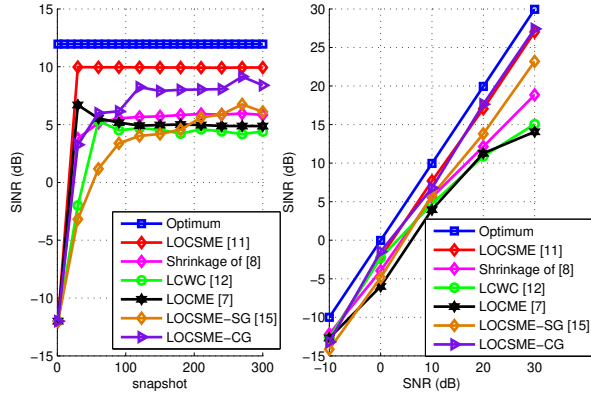 15
10
5
0
−5
−10
−15
SINR (dB)
0
100
200
300
snapshot
Optimum
LOCSME [11]
Shrinkage of [8]
LCWC [12]
LOCME [7]
LOCSME−SG [15]
LOCSME−CG
30
25
20
15
10
5
0
−5
−10
−15
SINR (dB)
−10
0
10
20
30
SNR (dB)
Optimum
LOCSME [11]
Shrinkage of [8]
LCWC [12]
LOCME [7]
LOCSME−SG [15]
LOCSME−CG